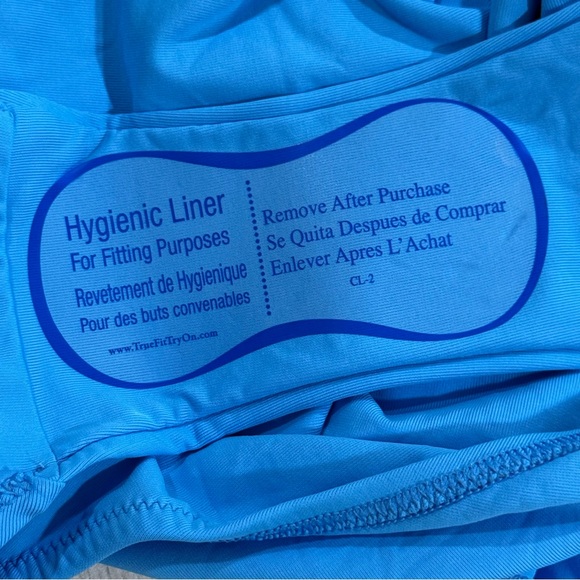 Hygienic Liner
For Fitting Purposes
Revetement de Hygienique
Pour des buts convenables
www.TrueFitTryOn.com
Remove After Purchase
Se Quita Despues de Comprar
Enlever Apres L'Achat
CL-2